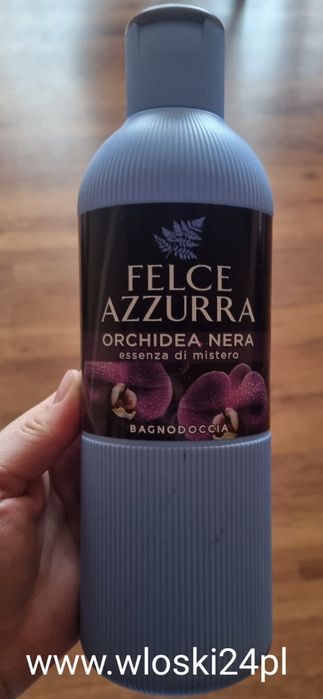 FELCE
AZZURRA
ORCHIDEA NERA
essenza di mistero
BAGNODOCCIA
www.wloski24pl